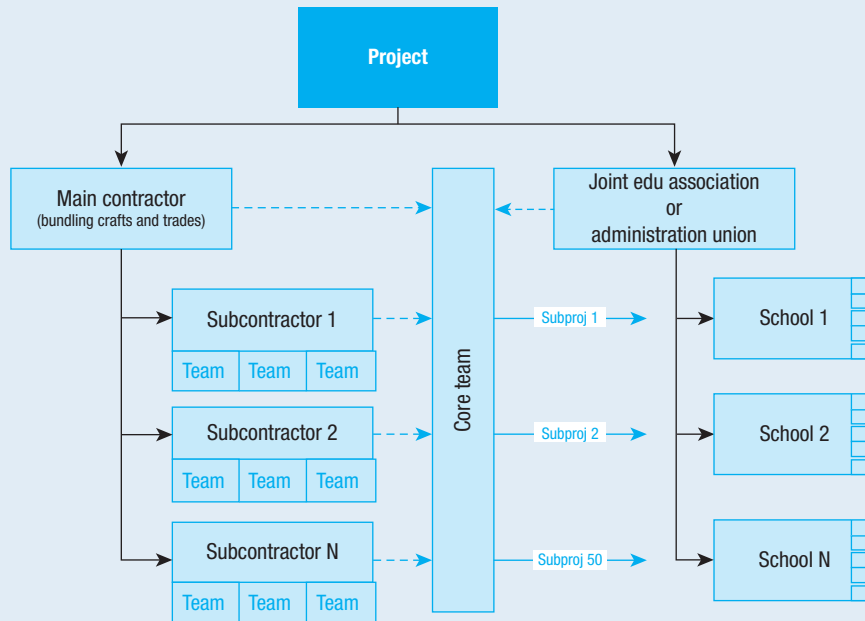 Project
Main contractor
(bundling crafts and trades)
Joint edu association
or
administration union
Core team
Subcontractor 1
Team Team Team
Subproj 1
School 1
Subcontractor 2
Team Team Team
Subproj 2
School 2
Subcontractor N
Team Team Team
Subproj 50
School N